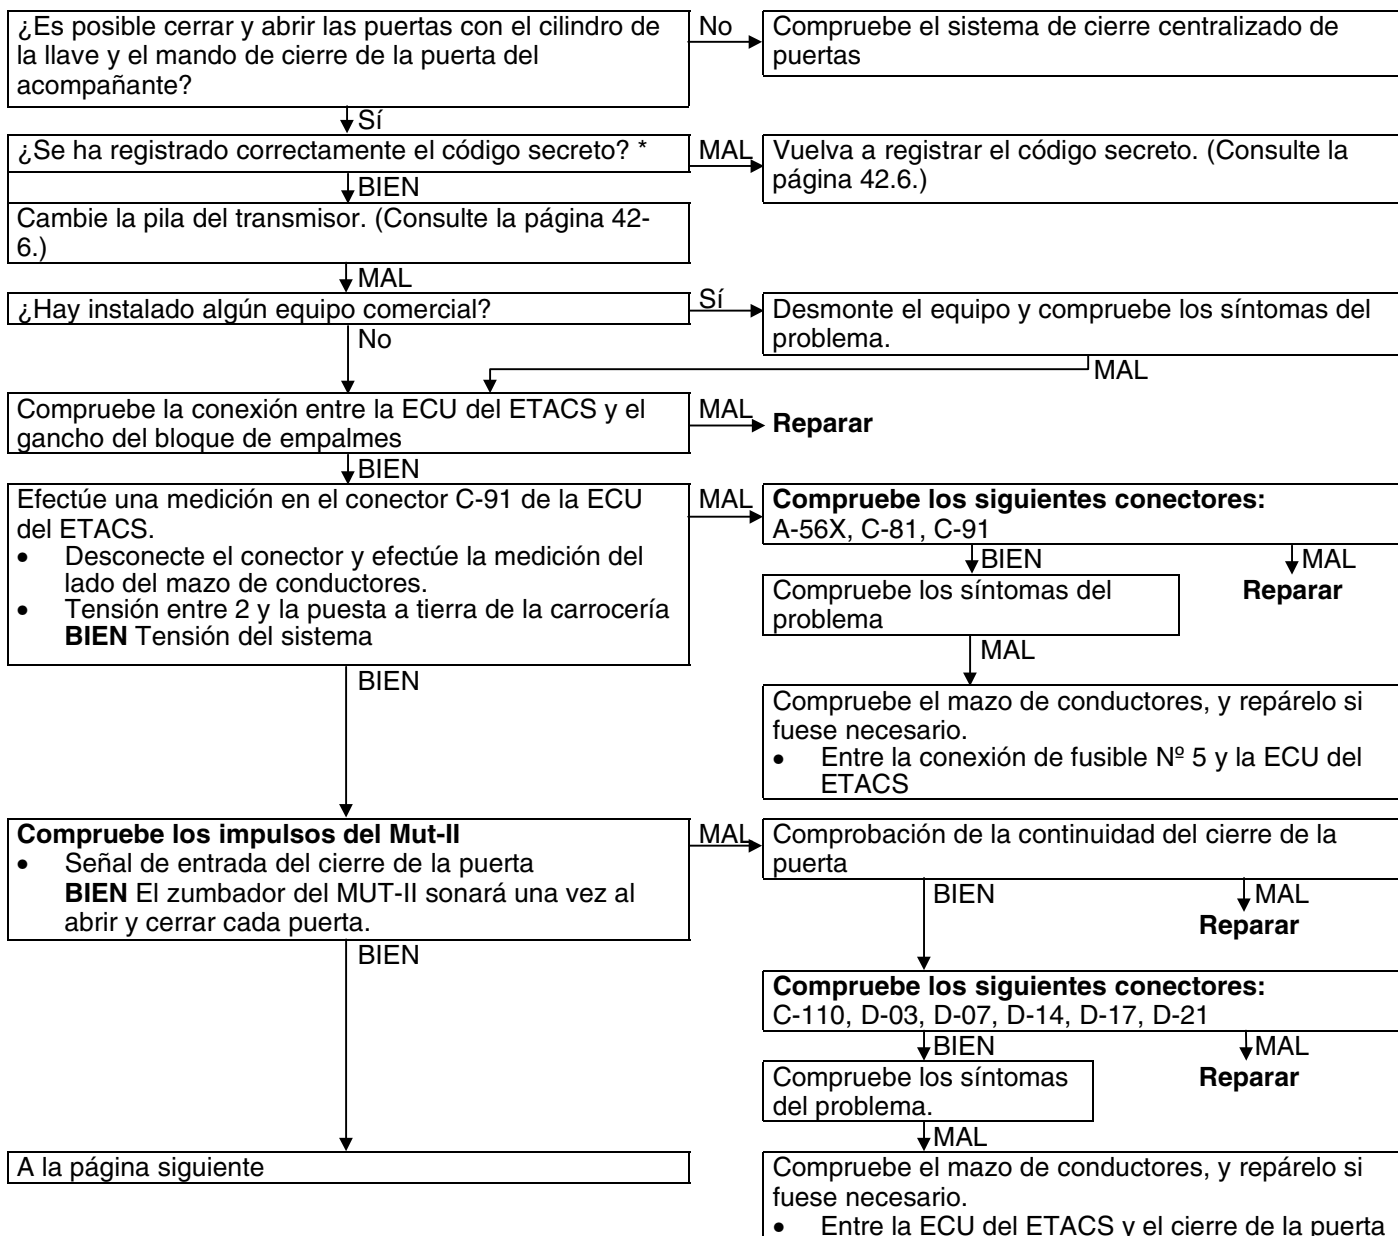 ¿Es posible cerrar y abrir las puertas con el cilindro de
la llave y el mando de cierre de la puerta del
acompañante?
No
Compruebe el sistema de cierre centralizado de
puertas
Sí
¿Se ha registrado correctamente el código secreto? *
MAL
Vuelva a registrar el código secreto. (Consulte la
página 42.6.)
BIEN
Cambie la pila del transmisor. (Consulte la página 42-
6.)
MAL
¿Hay instalado algún equipo comercial?
Sí
Desmonte el equipo y compruebe los síntomas del
problema.
No
MAL
Compruebe la conexión entre la ECU del ETACS y el
gancho del bloque de empalmes
MAL
Reparar
BIEN
Efectúe una medición en el conector C-91 de la ECU
del ETACS.
• Desconecte el conector y efectúe la medición del
lado del mazo de conductores.
• Tensión entre 2 y la puesta a tierra de la carrocería
BIEN Tensión del sistema
MAL
Compruebe los siguientes conectores:
A-56X, C-81, C-91
BIEN
MAL
Compruebe los síntomas del
problema
Reparar
MAL
BIEN
Compruebe el mazo de conductores, y repárelo si
fuese necesario.
• Entre la conexión de fusible Nº 5 y la ECU del
ETACS
Compruebe los impulsos del Mut-II
• Señal de entrada del cierre de la puerta
BIEN El zumbador del MUT-II sonará una vez al
abrir y cerrar cada puerta.
MAL
Comprobación de la continuidad del cierre de la
puerta
BIEN
MAL
Reparar
BIEN
Compruebe los siguientes conectores:
C-110, D-03, D-07, D-14, D-17, D-21
BIEN
MAL
Compruebe los síntomas
del problema.
Reparar
MAL
A la página siguiente
Compruebe el mazo de conductores, y repárelo si
fuese necesario.
• Entre la ECU del ETACS y el cierre de la puerta